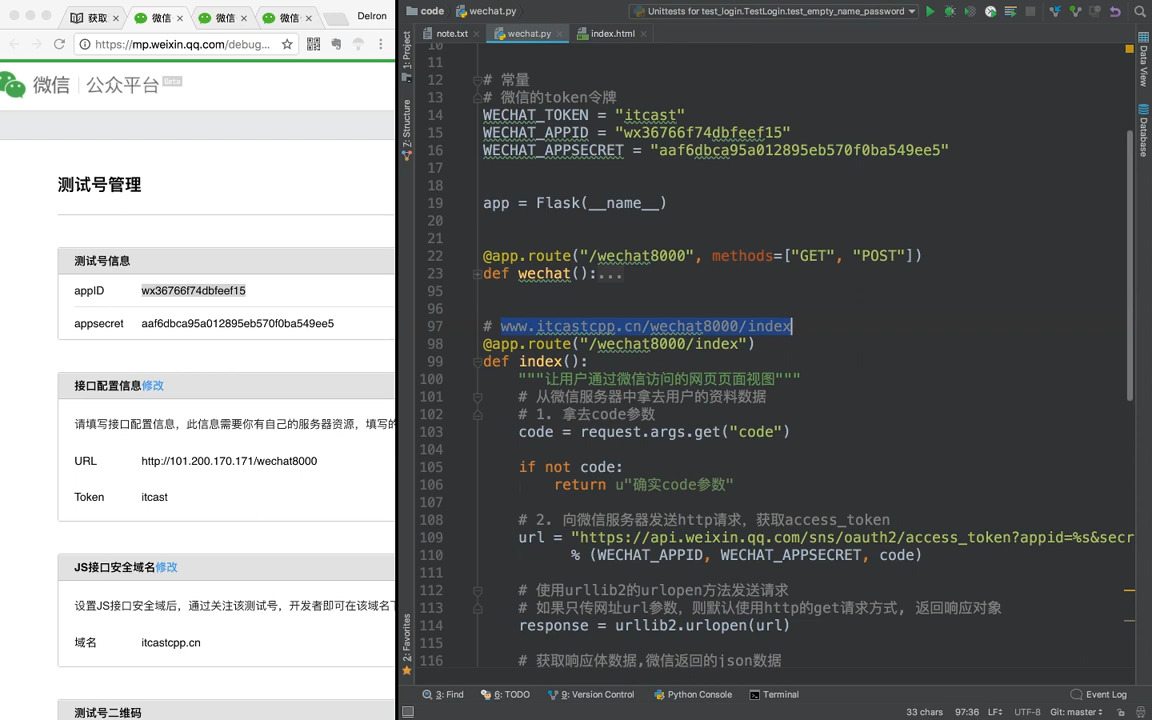 获取
微信
微信
微信
Delron
https://mp.weixin.qq.com/debug...
微信 | 公众平台 Beta
测试号管理
测试号信息
appID wx36766f74dbfeef15
appsecret aaf6dbca95a012895eb570f0ba549ee5
接口配置信息修改
请填写接口配置信息，此信息需要你有自己的服务器资源，填写的
URL http://101.200.170.171/wechat8000
Token itcast
JS接口安全域名修改
设置JS接口安全域后，通过关注该测试号，开发者即可在该域名下
域名 itcastcpp.cn
测试号二维码
code wechat.py
Unittests for test_login.TestLogin.test_empty_name_password
note.txt wechat.py index.html
1: Project
7: Structure
2: Favorites
Data View
Database
10
11
12 # 常量
13 # 微信的token令牌
14 WECHAT_TOKEN = "itcast"
15 WECHAT_APPID = "wx36766f74dbfeef15"
16 WECHAT_APPSECRET = "aaf6dbca95a012895eb570f0ba549ee5"
17
18
19 app = Flask(__name__)
20
21
22 @app.route("/wechat8000", methods=["GET", "POST"])
23 def wechat():...
95
96
97 # www.itcastcpp.cn/wechat8000/index
98 @app.route("/wechat8000/index")
99 def index():
100 """让用户通过微信访问的网页页面视图"""
101 # 从微信服务器中拿去用户的资料数据
102 # 1. 拿去code参数
103 code = request.args.get("code")
104
105 if not code:
106 return u"确实code参数"
107
108 # 2. 向微信服务器发送http请求，获取access_token
109 url = "https://api.weixin.qq.com/sns/oauth2/access_token?appid=%s&secr
110 % (WECHAT_APPID, WECHAT_APPSECRET, code)
111
112 # 使用urllib2的urlopen方法发送请求
113 # 如果只传网址url参数，则默认使用http的get请求方式, 返回响应对象
114 response = urllib2.urlopen(url)
115
116 # 获取响应体数据,微信返回的json数据
3: Find 6: TODO 9: Version Control Python Console Terminal Event Log
33 chars 97:36 LF UTF-8 Git: master